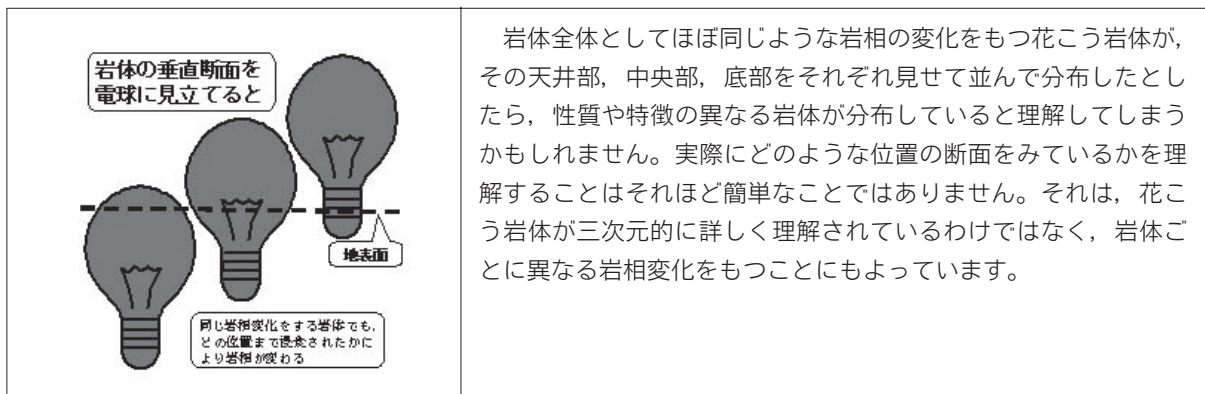 岩体の垂直断面を
電球に見立てると
地表面
同じ岩相変化をする岩体でも,
どの位置まで浸食されたかに
より岩相が変わる
岩体全体としてほぼ同じような岩相の変化をもつ花こう岩体が,
その天井部，中央部，底部をそれぞれ見せて並んで分布したとし
たら，性質や特徴の異なる岩体が分布していると理解してしまう
かもしれません。実際にどのような位置の断面をみているかを理
解することはそれほど簡単なことではありません。それは，花こ
う岩体が三次元的に詳しく理解されているわけではなく，岩体ご
とに異なる岩相変化をもつことにもよっています。